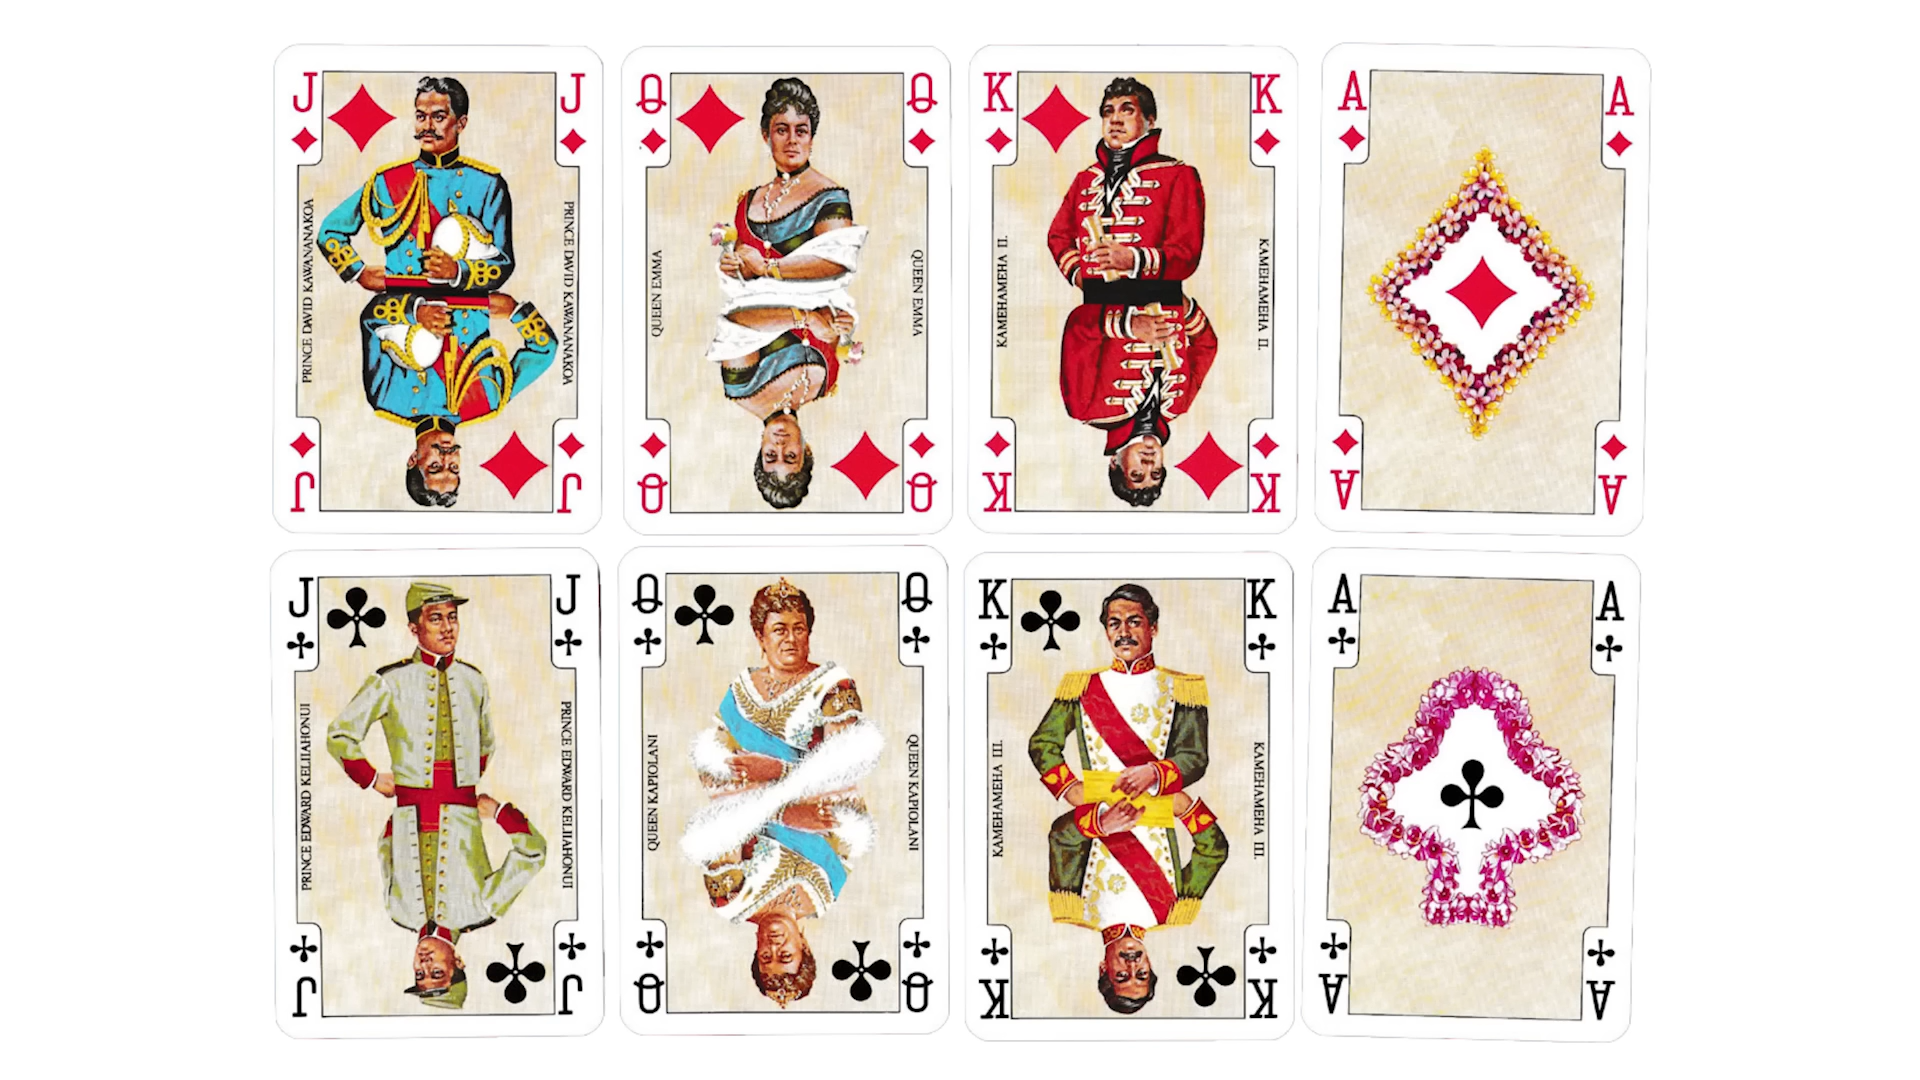 J J
PRINCE DAVID KAWANANAKOA
PRINCE DAVID KAWANANAKOA
J J
Q Q
QUEEN EMMA
QUEEN EMMA
Q Q
K K
KAMEHAMEHA II.
KAMEHAMEHA II.
K K
A A
A A
J J
PRINCE EDWARD KELIIAHONUI
PRINCE EDWARD KELIIAHONUI
J J
Q Q
QUEEN KAPIOLANI
QUEEN KAPIOLANI
Q Q
K K
KAMEHAMEHA III.
KAMEHAMEHA III.
K K
A A
A A